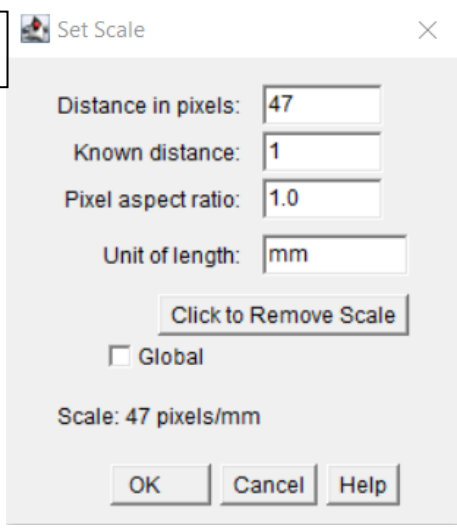 Set Scale
Distance in pixels: 47
Known distance: 1
Pixel aspect ratio: 1.0
Unit of length: mm
Click to Remove Scale
Global
Scale: 47 pixels/mm
OK Cancel Help